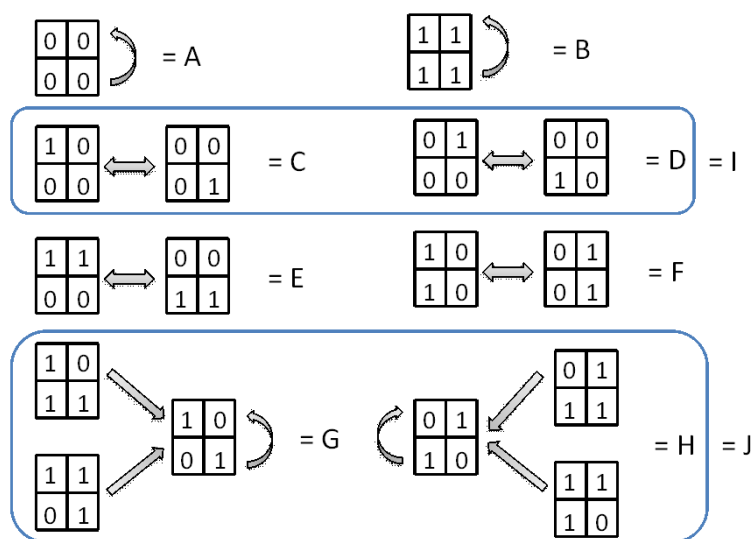 0 0 = A 1 1 = B
0 0 1 1
1 0 0 0 = C 0 1 0 0 = D = I
0 0 0 1 0 0 1 0
1 1 0 0 = E 1 0 0 1 = F
0 0 1 1 1 0 0 1
1 0 0 1
1 1 1 1
1 0 = G 0 1 = H = J
0 1 1 0
1 1 1 1
0 1 1 0